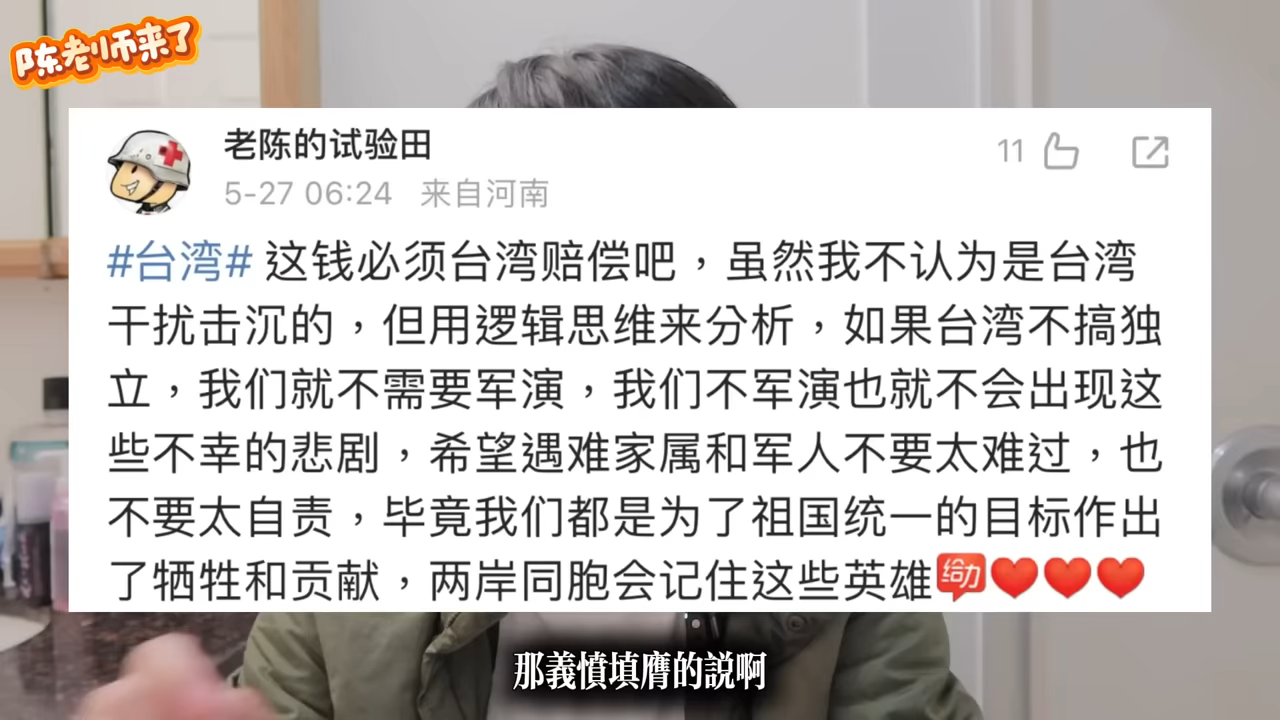 陈老师来了
老陈的试验田
11
5-27 06:24 来自河南
#台湾# 这钱必须台湾赔偿吧，虽然我不认为是台湾
干扰击沉的，但用逻辑思维来分析，如果台湾不搞独
立，我们就不需要军演，我们不军演也就不会出现这
些不幸的悲剧，希望遇难家属和军人不要太难过，也
不要太自责，毕竟我们都是为了祖国统一的目标作出
了牺牲和贡献，两岸同胞会记住这些英雄给力
那義憤填膺的說啊